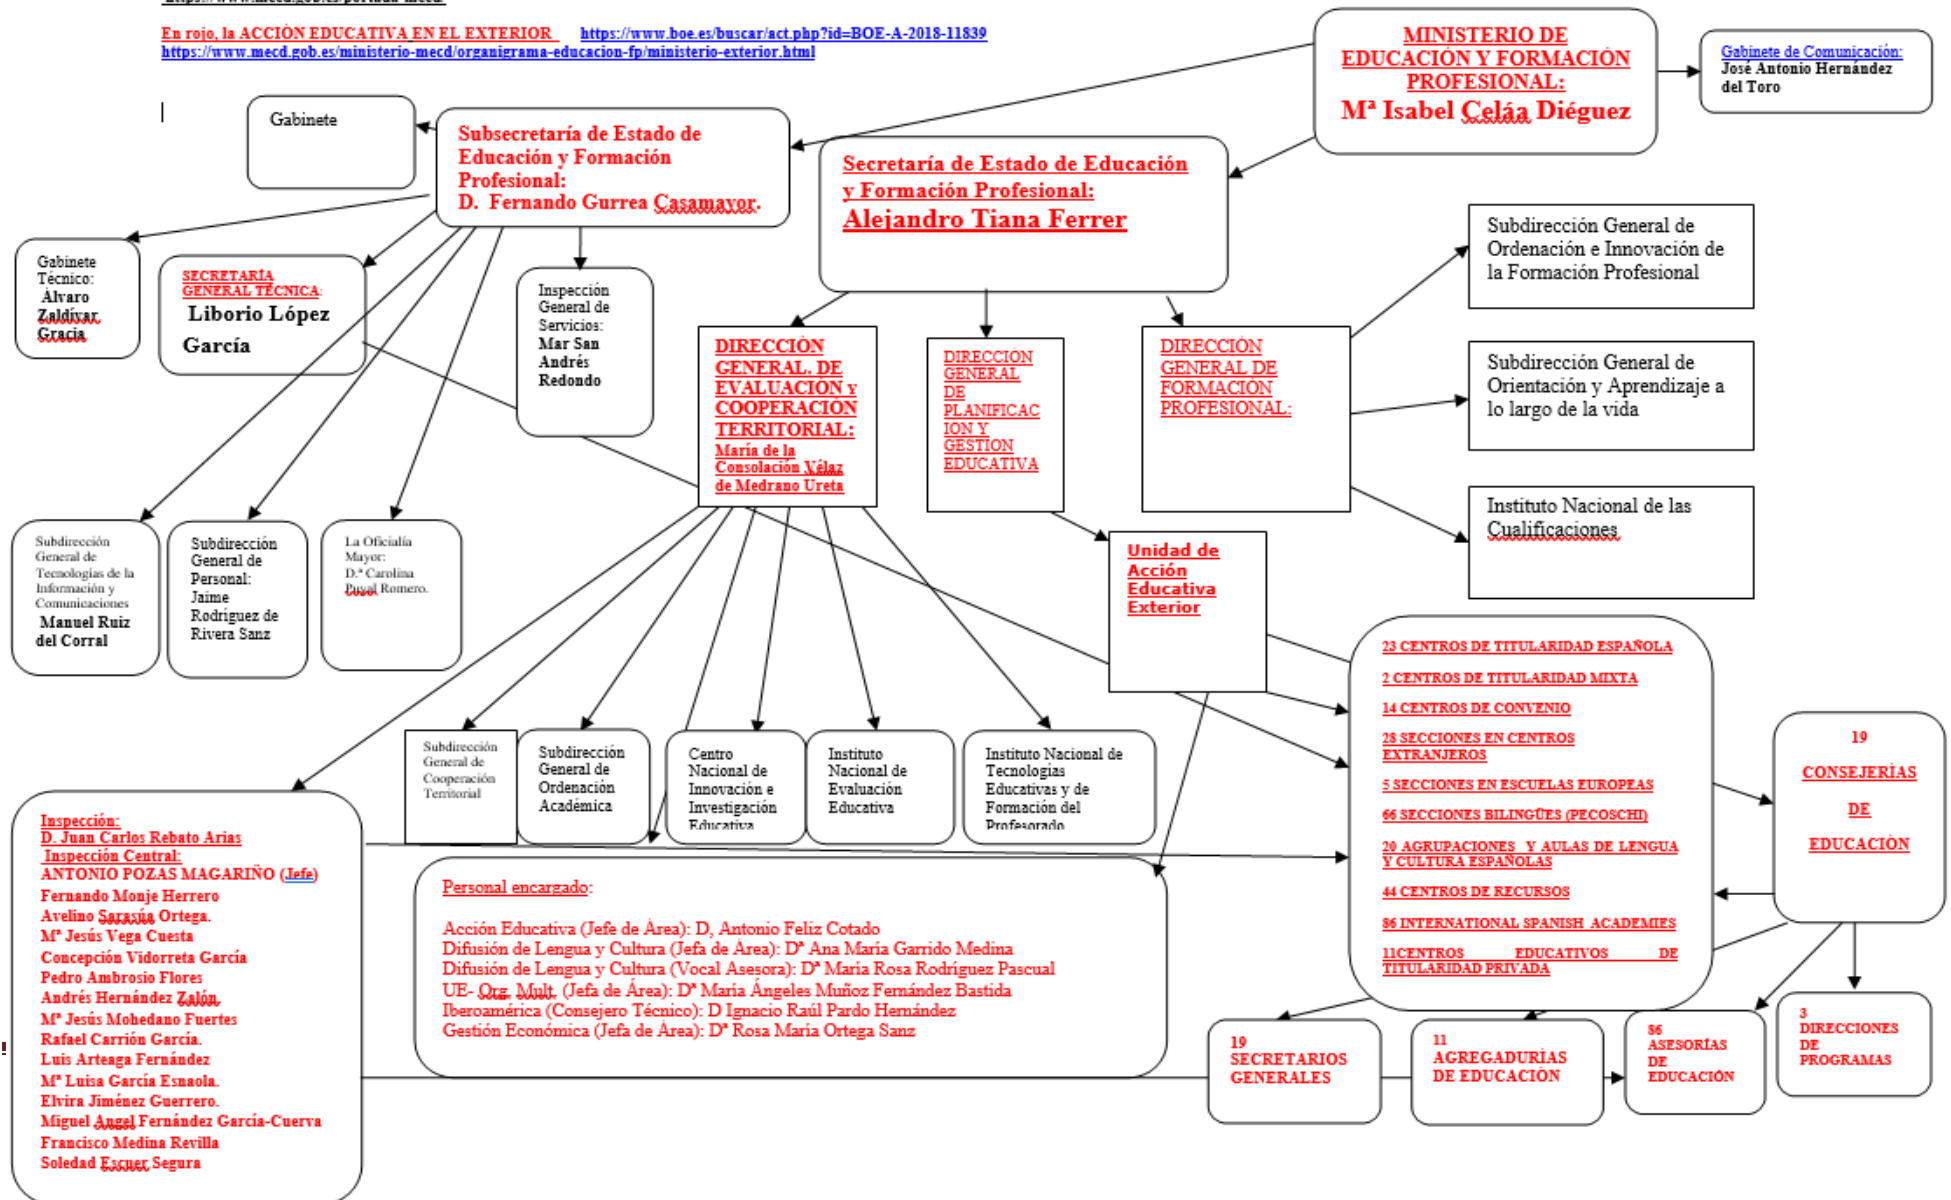 En rojo, la ACCIÓN EDUCATIVA EN EL EXTERIOR https://www.boe.es/buscar/act.php?id=BOE-A-2018-11839
https://www.mecd.gob.es/ministerio-mecd/organigrama-educacion-fp/ministerio-exterior.html
MINISTERIO DE
EDUCACIÓN Y FORMACIÓN
PROFESIONAL:
Mª Isabel Celáa Diéguez
Gabinete de Comunicación:
José Antonio Hernández
del Toro
Gabinete
Subsecretaría de Estado de
Educación y Formación
Profesional:
D. Fernando Gurrea Casamayor.
Secretaría de Estado de Educación
y Formación Profesional:
Alejandro Tiana Ferrer
Gabinete
Técnico:
Álvaro
Zaldívar
Gracia
SECRETARÍA
GENERAL TÉCNICA:
Liborio López
García
Inspección
General de
Servicios:
Mar San
Andrés
Redondo
DIRECCIÓN
GENERAL. DE
EVALUACIÓN y
COOPERACIÓN
TERRITORIAL:
María de la
Consolación Vélaz
de Medrano Ureta
DIRECCIÓN
GENERAL
DE
PLANIFICAC
IÓN Y
GESTIÓN
EDUCATIVA
DIRECCIÓN
GENERAL DE
FORMACIÓN
PROFESIONAL:
Subdirección General de
Ordenación e Innovación de
la Formación Profesional
Subdirección General de
Orientación y Aprendizaje a
lo largo de la vida
Instituto Nacional de las
Cualificaciones
Subdirección
General de
Tecnologías de la
Información y
Comunicaciones
Manuel Ruiz
del Corral
Subdirección
General de
Personal:
Jaime
Rodríguez de
Rivera Sanz
La Oficialía
Mayor:
D.ª Carolina
Puyal Romero.
Unidad de
Acción
Educativa
Exterior
23 CENTROS DE TITULARIDAD ESPAÑOLA
2 CENTROS DE TITULARIDAD MIXTA
14 CENTROS DE CONVENIO
28 SECCIONES EN CENTROS
EXTRANJEROS
5 SECCIONES EN ESCUELAS EUROPEAS
66 SECCIONES BILINGÜES (PECOSCHI)
20 AGRUPACIONES Y AULAS DE LENGUA
Y CULTURA ESPAÑOLAS
44 CENTROS DE RECURSOS
86 INTERNATIONAL SPANISH ACADEMIES
11CENTROS EDUCATIVOS DE
TITULARIDAD PRIVADA
19
CONSEJERÍAS
DE
EDUCACIÓN
Subdirección
General de
Cooperación
Territorial
Subdirección
General de
Ordenación
Académica
Centro
Nacional de
Innovación e
Investigación
Educativa
Instituto
Nacional de
Evaluación
Educativa
Instituto Nacional de
Tecnologías
Educativas y de
Formación del
Profesorado
Inspección:
D. Juan Carlos Rebato Arias
Inspección Central:
ANTONIO POZAS MAGARIÑO (Jefe)
Fernando Monje Herrero
Avelino Sarasúa Ortega.
Mª Jesús Vega Cuesta
Concepción Vidorreta García
Pedro Ambrosio Flores
Andrés Hernández Zalón
Mª Jesús Mohedano Fuertes
Rafael Carrión García.
Luis Arteaga Fernández
Mª Luisa García Esnaola.
Elvira Jiménez Guerrero.
Miguel Angel Fernández García-Cuerva
Francisco Medina Revilla
Soledad Escuer Segura
Personal encargado:
Acción Educativa (Jefe de Área): D, Antonio Feliz Cotado
Difusión de Lengua y Cultura (Jefa de Área): Dª Ana María Garrido Medina
Difusión de Lengua y Cultura (Vocal Asesora): Dª María Rosa Rodríguez Pascual
UE- Org. Mult. (Jefa de Área): Dª María Ángeles Muñoz Fernández Bastida
Iberoamérica (Consejero Técnico): D Ignacio Raúl Pardo Hernández
Gestión Económica (Jefa de Área): Dª Rosa María Ortega Sanz
19
SECRETARIOS
GENERALES
11
AGREGADURÍAS
DE EDUCACIÓN
86
ASESORÍAS
DE
EDUCACIÓN
3
DIRECCIONES
DE
PROGRAMAS